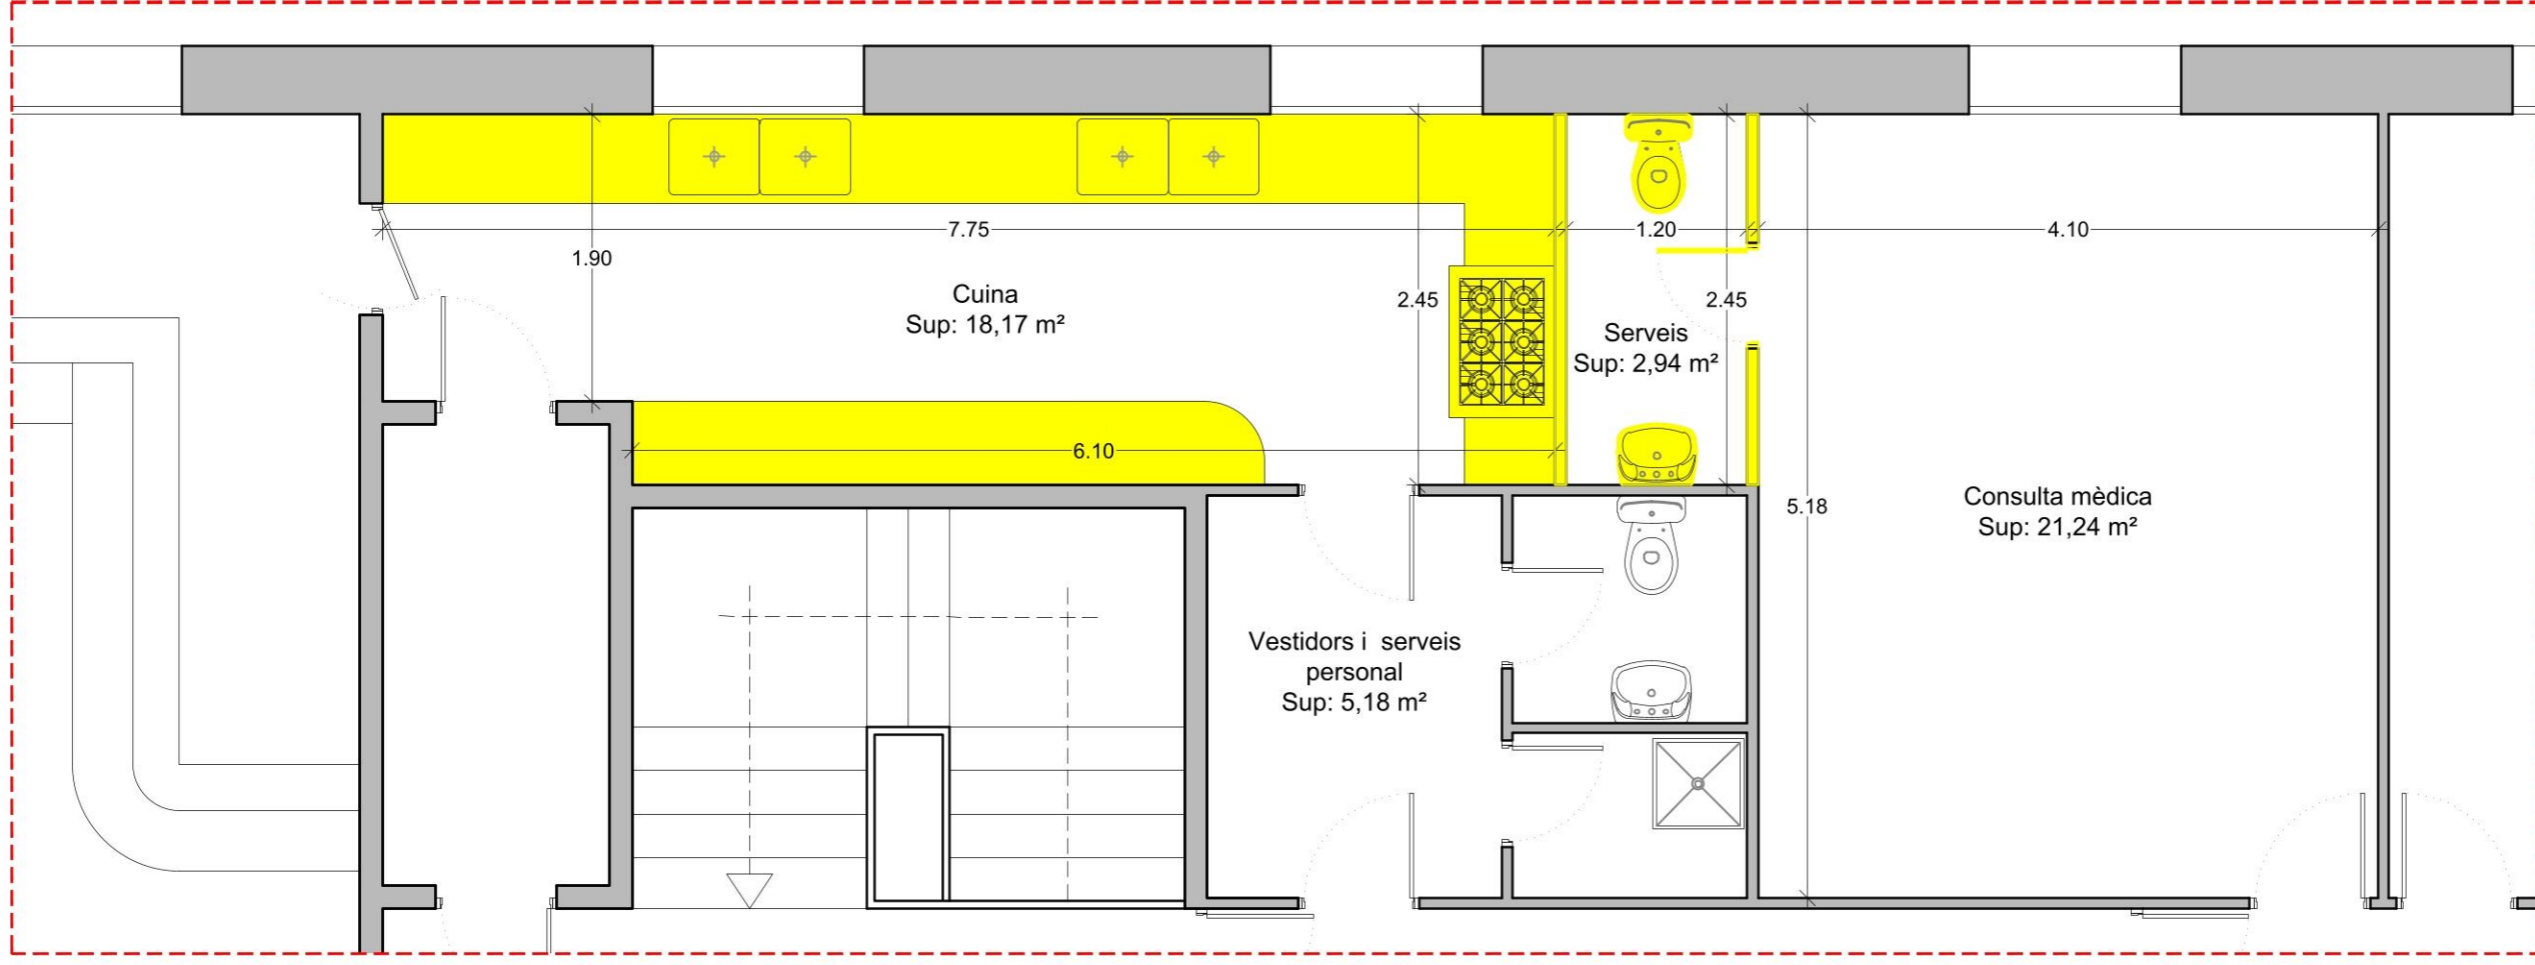 7.75
1.20
4.10
1.90
Cuina
Sup: 18,17 m²
2.45
2.45
Serveis
Sup: 2,94 m²
6.10
5.18
Consulta mèdica
Sup: 21,24 m²
Vestidors i serveis
personal
Sup: 5,18 m²